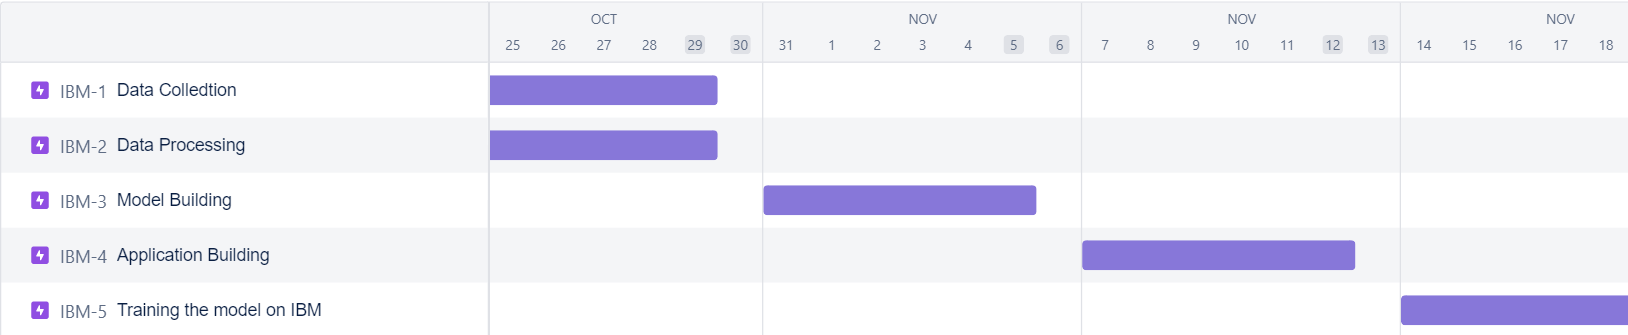 OCT NOV NOV NOV
25 26 27 28 29 30 31 1 2 3 4 5 6 7 8 9 10 11 12 13 14 15 16 17 18
IBM-1 Data Colledtion
IBM-2 Data Processing
IBM-3 Model Building
IBM-4 Application Building
IBM-5 Training the model on IBM